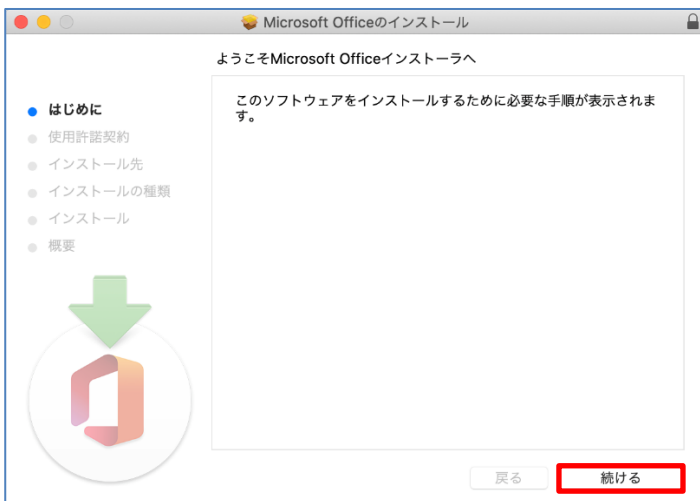 Microsoft Officeのインストール
ようこそMicrosoft Officeインストーラへ
はじめに
使用許諾契約
インストール先
インストールの種類
インストール
概要
このソフトウェアをインストールするために必要な手順が表示されま
す。
戻る
続ける